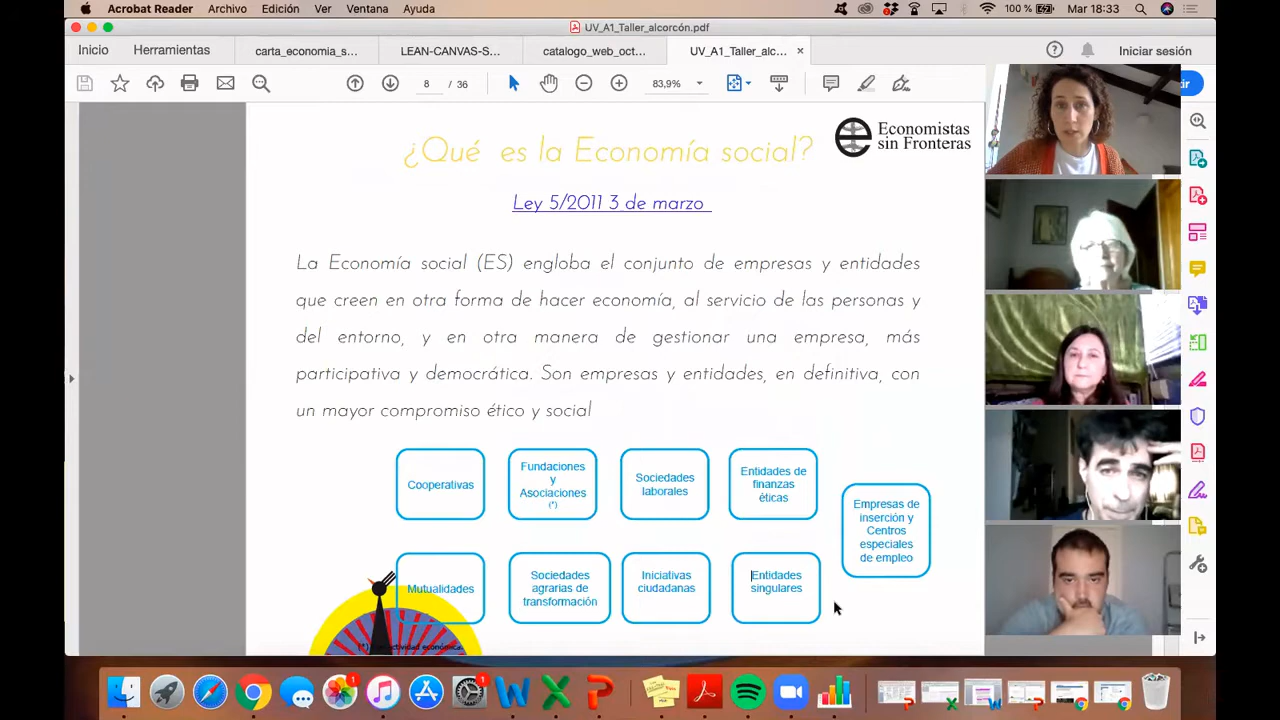 Acrobat Reader Archivo Edición Ver Ventana Ayuda
100 % Mar 18:33
UV_A1_Taller_alcorcón.pdf
Inicio Herramientas carta_economia_s... LEAN-CANVAS-S... catalogo_web_oct... UV_A1_Taller_alc... × Iniciar sesión
8 / 36 83,9%
¿Qué es la Economía social?
Economistas
sin Fronteras
Ley 5/2011 3 de marzo
La Economía social (ES) engloba el conjunto de empresas y entidades
que creen en otra forma de hacer economía, al servicio de las personas y
del entorno, y en otra manera de gestionar una empresa, más
participativa y democrática. Son empresas y entidades, en definitiva, con
un mayor compromiso ético y social
Cooperativas
Fundaciones
y
Asociaciones
(*)
Sociedades
laborales
Entidades de
finanzas
éticas
Empresas de
inserción y
Centros
especiales
de empleo
Mutualidades
Sociedades
agrarias de
transformación
Iniciativas
ciudadanas
Entidades
singulares